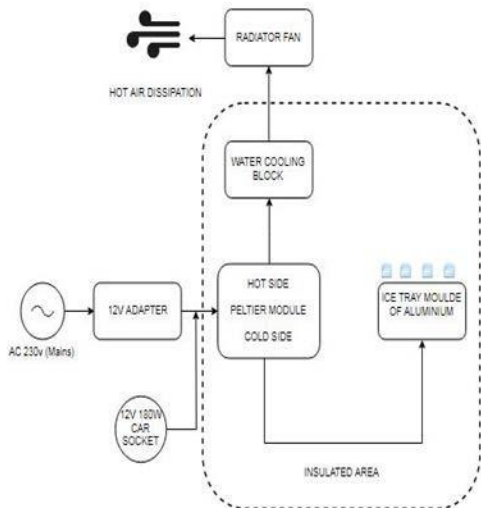 RADIATOR FAN
HOT AIR DISSIPATION
WATER COOLING
BLOCK
HOT SIDE
PELTIER MODULE
COLD SIDE
ICE TRAY MOULDE
OF ALUMINIUM
12V ADAPTER
AC 230v (Mains)
12V 180W
CAR
SOCKET
INSULATED AREA